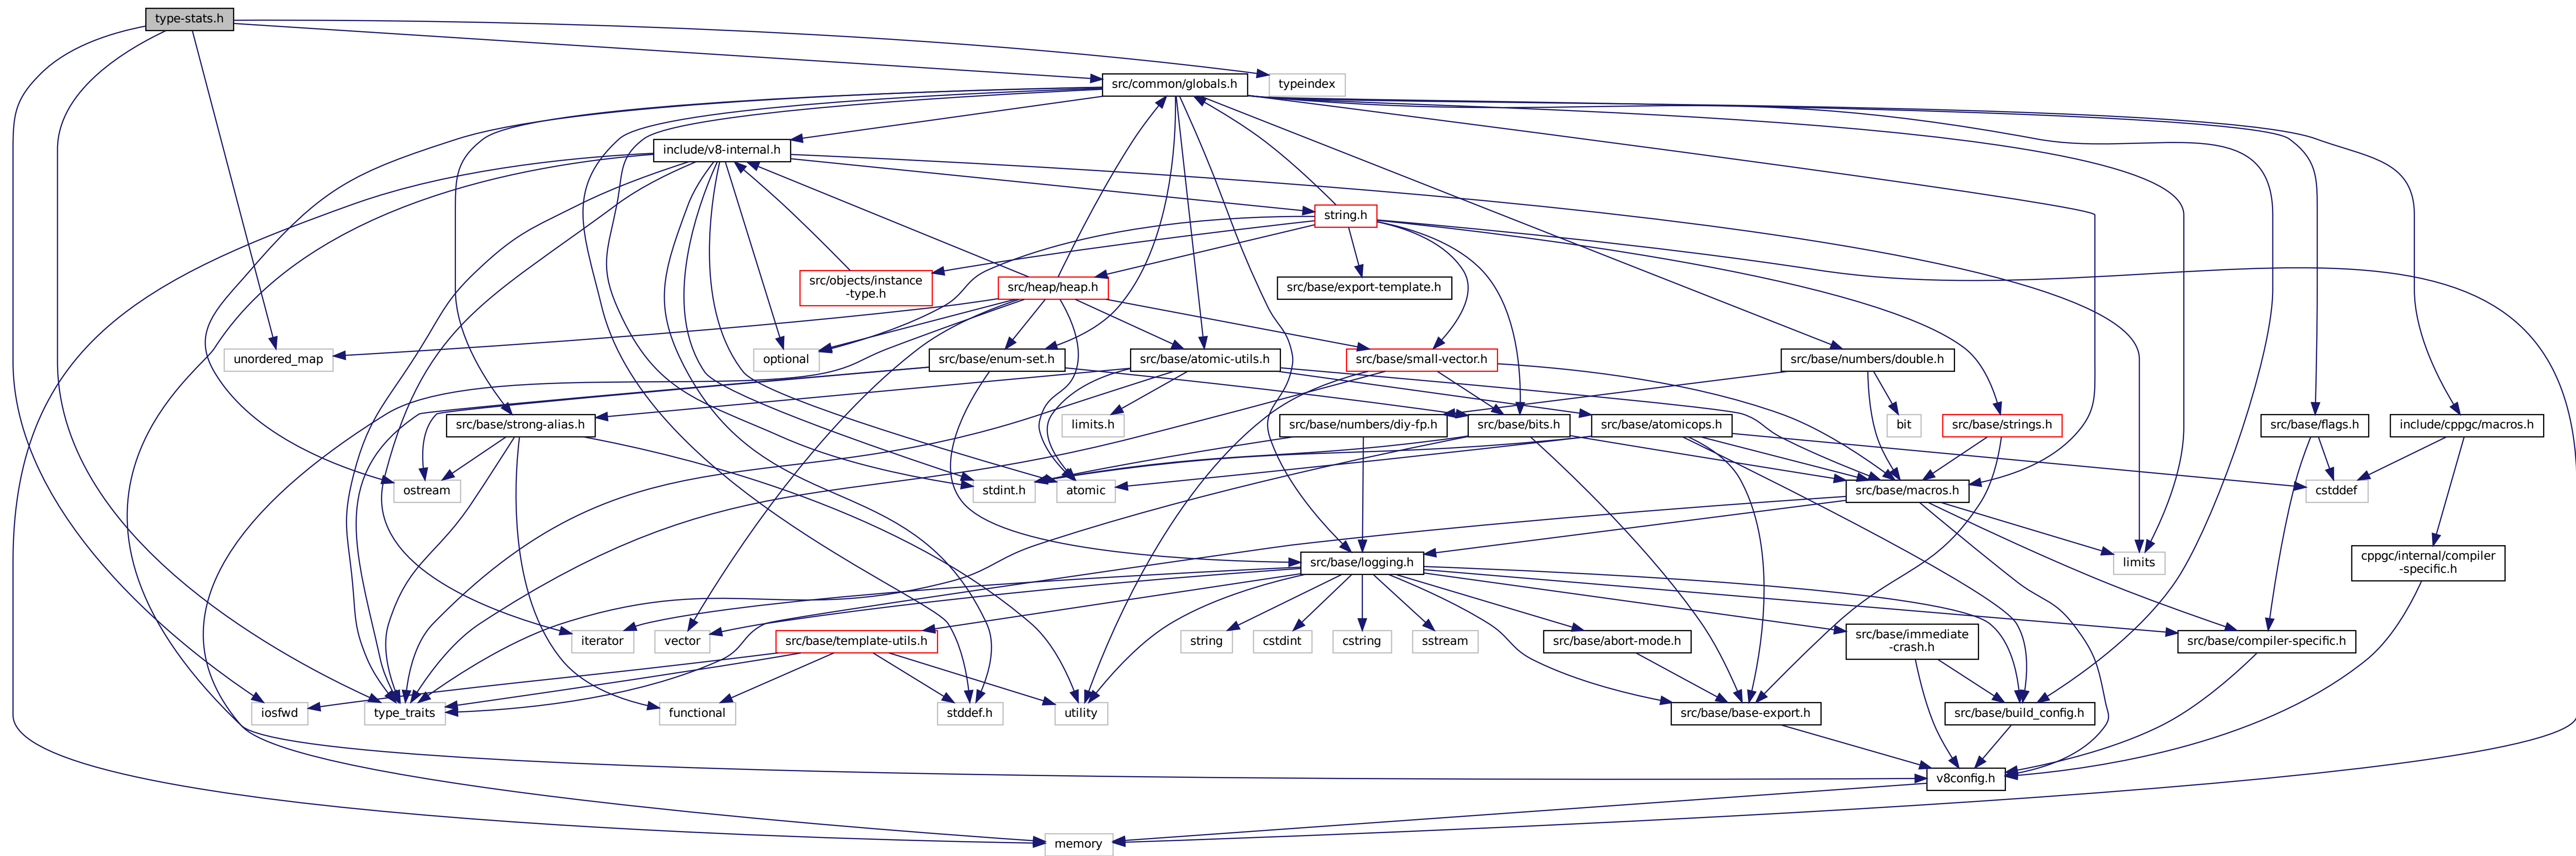 type-stats.h
src/common/globals.h
typeindex
include/v8-internal.h
string.h
src/objects/instance
-type.h
src/heap/heap.h
src/base/export-template.h
unordered_map
optional
src/base/enum-set.h
src/base/atomic-utils.h
src/base/small-vector.h
src/base/numbers/double.h
src/base/strong-alias.h
limits.h
src/base/numbers/diy-fp.h
src/base/bits.h
src/base/atomicops.h
bit
src/base/strings.h
src/base/flags.h
include/cppgc/macros.h
ostream
stdint.h
atomic
src/base/macros.h
cstddef
src/base/logging.h
limits
cppgc/internal/compiler
-specific.h
iterator
vector
src/base/template-utils.h
string
cstdint
cstring
sstream
src/base/abort-mode.h
src/base/immediate
-crash.h
src/base/compiler-specific.h
iosfwd
type_traits
functional
stddef.h
utility
src/base/base-export.h
src/base/build_config.h
v8config.h
memory